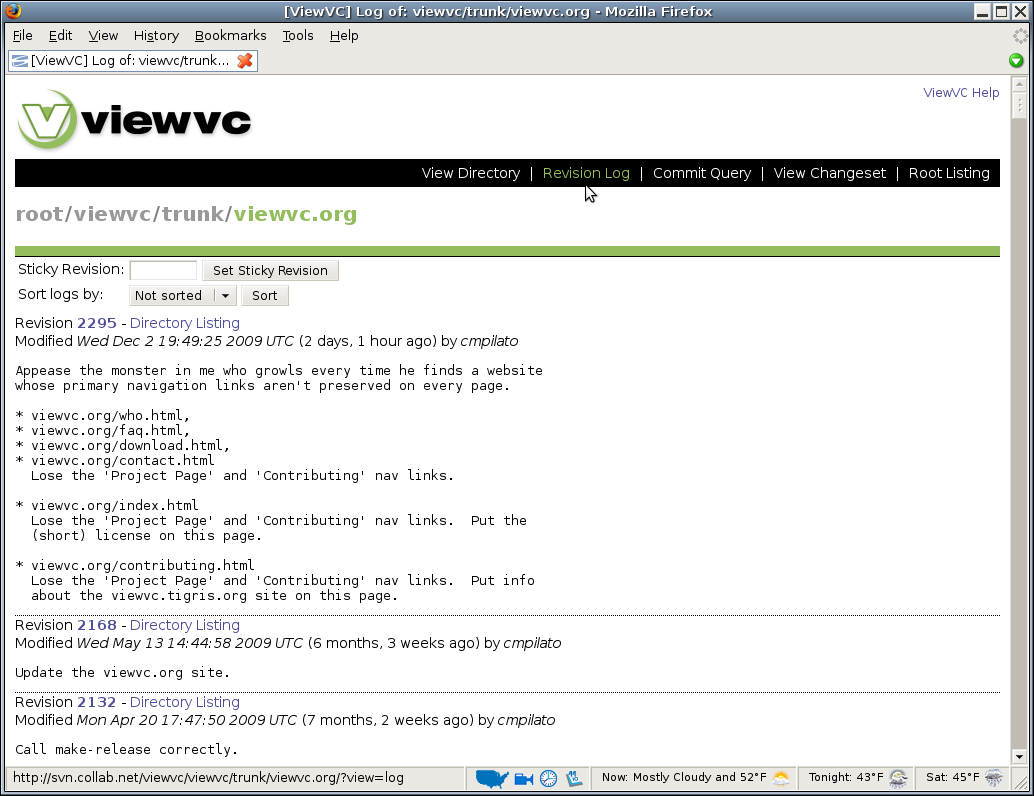 [ViewVC] Log of: viewvc/trunk/viewvc.org - Mozilla Firefox
File Edit View History Bookmarks Tools Help
[ViewVC] Log of: viewvc/trunk...
ViewVC Help
viewvc
View Directory | Revision Log | Commit Query | View Changeset | Root Listing
root/viewvc/trunk/viewvc.org
Sticky Revision: Set Sticky Revision
Sort logs by: Not sorted Sort
Revision 2295 - Directory Listing
Modified Wed Dec 2 19:49:25 2009 UTC (2 days, 1 hour ago) by cmpilato
Appease the monster in me who growls every time he finds a website
whose primary navigation links aren't preserved on every page.
* viewvc.org/who.html,
* viewvc.org/faq.html,
* viewvc.org/download.html,
* viewvc.org/contact.html
Lose the 'Project Page' and 'Contributing' nav links.
* viewvc.org/index.html
Lose the 'Project Page' and 'Contributing' nav links. Put the
(short) license on this page.
* viewvc.org/contributing.html
Lose the 'Project Page' and 'Contributing' nav links. Put info
about the viewvc.tigris.org site on this page.
Revision 2168 - Directory Listing
Modified Wed May 13 14:44:58 2009 UTC (6 months, 3 weeks ago) by cmpilato
Update the viewvc.org site.
Revision 2132 - Directory Listing
Modified Mon Apr 20 17:47:50 2009 UTC (7 months, 2 weeks ago) by cmpilato
Call make-release correctly.
http://svn.collab.net/viewvc/viewvc/trunk/viewvc.org/?view=log Now: Mostly Cloudy and 52°F Tonight: 43°F Sat: 45°F